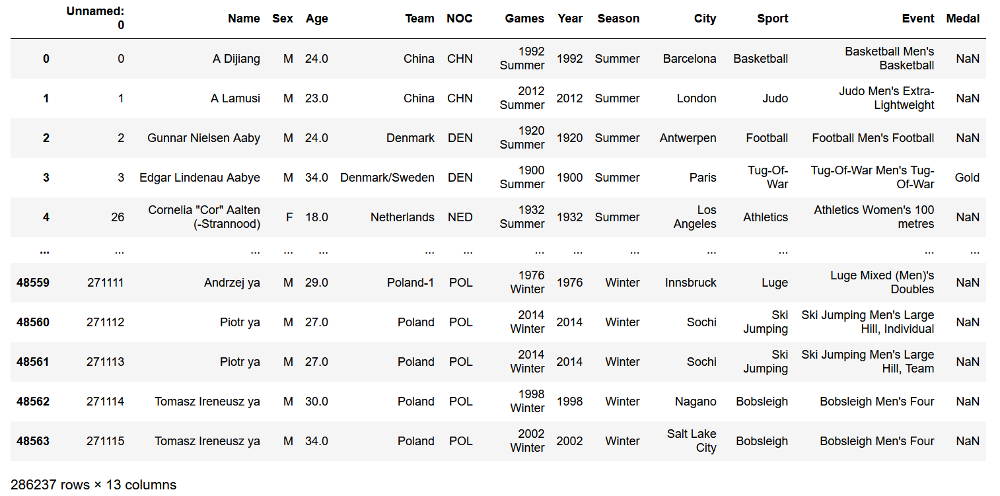 Unnamed: 0 Name Sex Age Team NOC Games Year Season City Sport Event Medal
0 0 A Dijiang M 24.0 China CHN 1992 Summer 1992 Summer Barcelona Basketball Basketball Men's Basketball NaN
1 1 A Lamusi M 23.0 China CHN 2012 Summer 2012 Summer London Judo Judo Men's Extra-Lightweight NaN
2 2 Gunnar Nielsen Aaby M 24.0 Denmark DEN 1920 Summer 1920 Summer Antwerpen Football Football Men's Football NaN
3 3 Edgar Lindenau Aabye M 34.0 Denmark/Sweden DEN 1900 Summer 1900 Summer Paris Tug-Of-War Tug-Of-War Men's Tug-Of-War Gold
4 26 Cornelia "Cor" Aalten (-Strannood) F 18.0 Netherlands NED 1932 Summer 1932 Summer Los Angeles Athletics Athletics Women's 100 metres NaN
... ... ... ... ... ... ... ... ... ... ... ... ... ...
48559 271111 Andrzej ya M 29.0 Poland-1 POL 1976 Winter 1976 Winter Innsbruck Luge Luge Mixed (Men)'s Doubles NaN
48560 271112 Piotr ya M 27.0 Poland POL 2014 Winter 2014 Winter Sochi Ski Jumping Ski Jumping Men's Large Hill, Individual NaN
48561 271113 Piotr ya M 27.0 Poland POL 2014 Winter 2014 Winter Sochi Ski Jumping Ski Jumping Men's Large Hill, Team NaN
48562 271114 Tomasz Ireneusz ya M 30.0 Poland POL 1998 Winter 1998 Winter Nagano Bobsleigh Bobsleigh Men's Four NaN
48563 271115 Tomasz Ireneusz ya M 34.0 Poland POL 2002 Winter 2002 Winter Salt Lake City Bobsleigh Bobsleigh Men's Four NaN
286237 rows × 13 columns